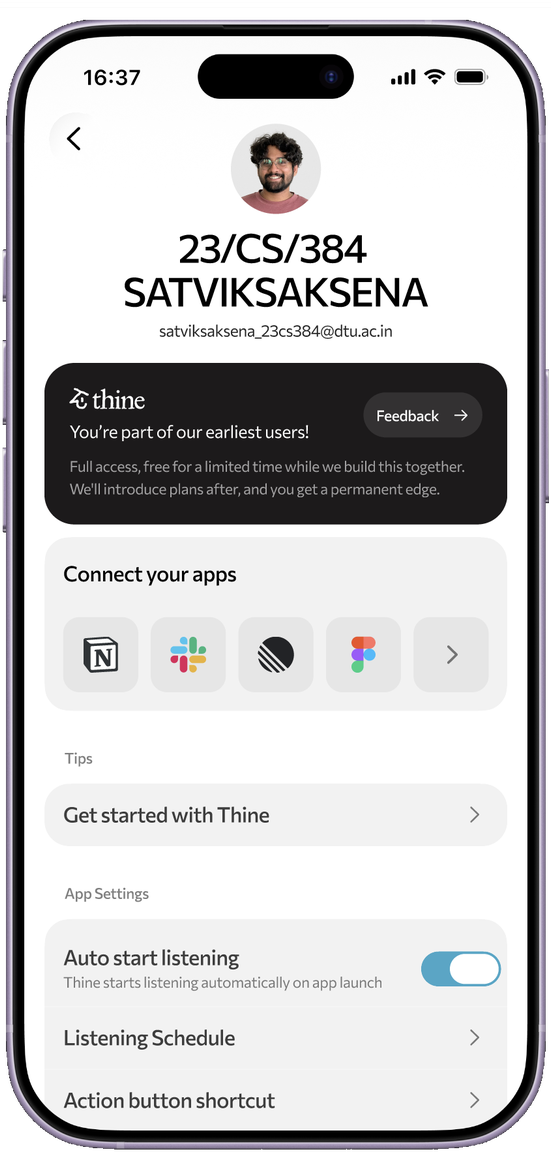 16:37
23/CS/384
SATVIKSAKSENA
satviksaksena_23cs384@dtu.ac.in
thine
You’re part of our earliest users!
Feedback
Full access, free for a limited time while we build this together.
We'll introduce plans after, and you get a permanent edge.
Connect your apps
N
Tips
Get started with Thine
App Settings
Auto start listening
Thine starts listening automatically on app launch
Listening Schedule
Action button shortcut